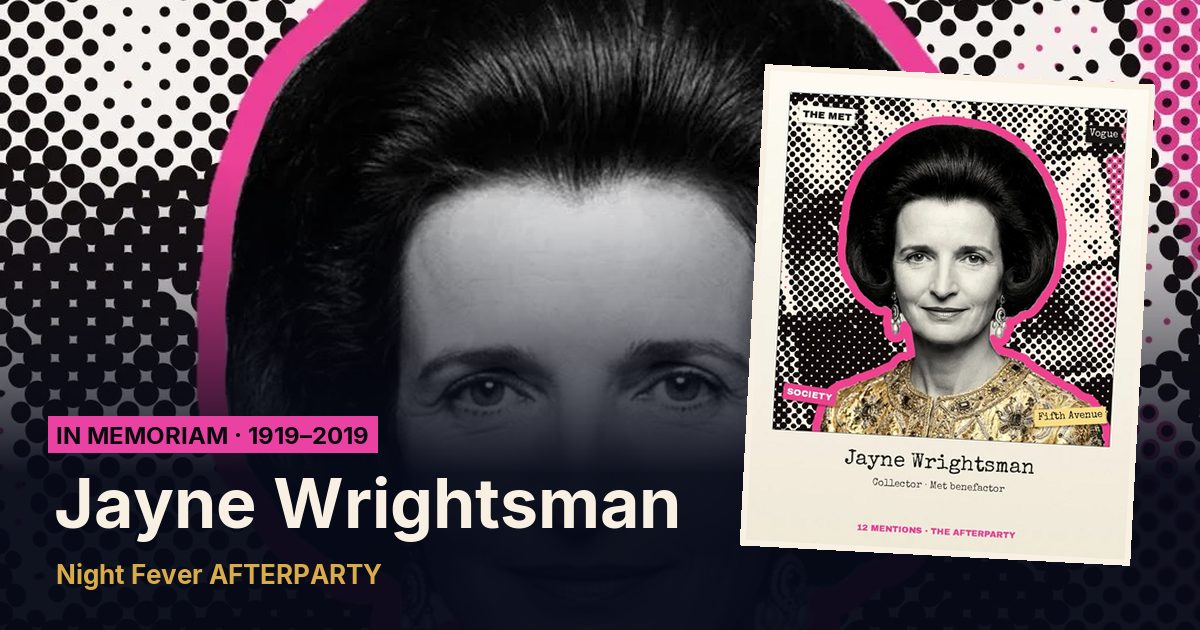 IN MEMORIAM · 1919–2019
Jayne Wrightsman
Night Fever AFTERPARTY
THE MET
Vogue
SOCIETY
Fifth Avenue
Jayne Wrightsman
Collector · Met benefactor
12 MENTIONS · THE AFTERPARTY